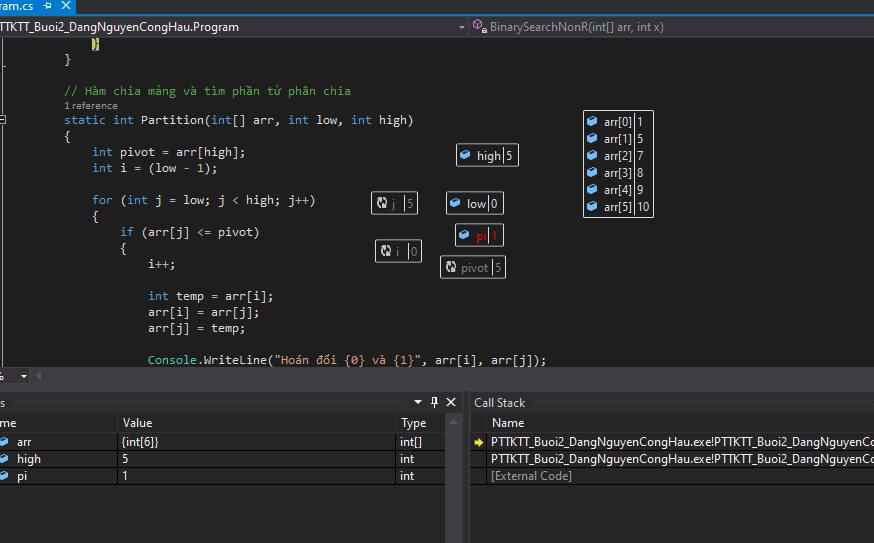 ram.cs
TTKTT_Buoi2_DangNguyenCongHau.Program
BinarySearchNonR(int[] arr, int x)
}
}
// Hàm chia mảng và tìm phần tử phân chia
1 reference
static int Partition(int[] arr, int low, int high)
{
int pivot = arr[high];
int i = (low - 1);
for (int j = low; j < high; j++)
{
if (arr[j] <= pivot)
{
i++;
int temp = arr[i];
arr[i] = arr[j];
arr[j] = temp;
Console.WriteLine("Hoán đổi {0} và {1}", arr[i], arr[j]);
high 5
j 5
low 0
pi 1
i 0
pivot 5
arr[0] 1
arr[1] 5
arr[2] 7
arr[3] 8
arr[4] 9
arr[5] 10
%
s
me Value Type
arr {int[6]} int[]
high 5 int
pi 1 int
Call Stack
Name
PTTKTT_Buoi2_DangNguyenCongHau.exe!PTTKTT_Buoi2_DangNguyenCo
PTTKTT_Buoi2_DangNguyenCongHau.exe!PTTKTT_Buoi2_DangNguyenCo
[External Code]